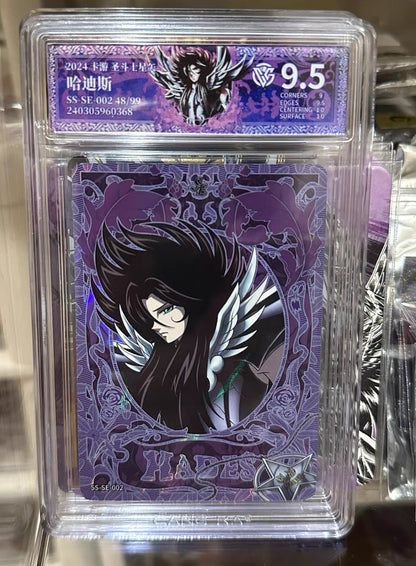 2024 卡游 圣斗士星矢
哈迪斯
SS-SE-002 48/99
240305960368
9.5
CORNERS 9
EDGES 9.5
CENTERING 10
SURFACE 10
HADES
SS-SE-002